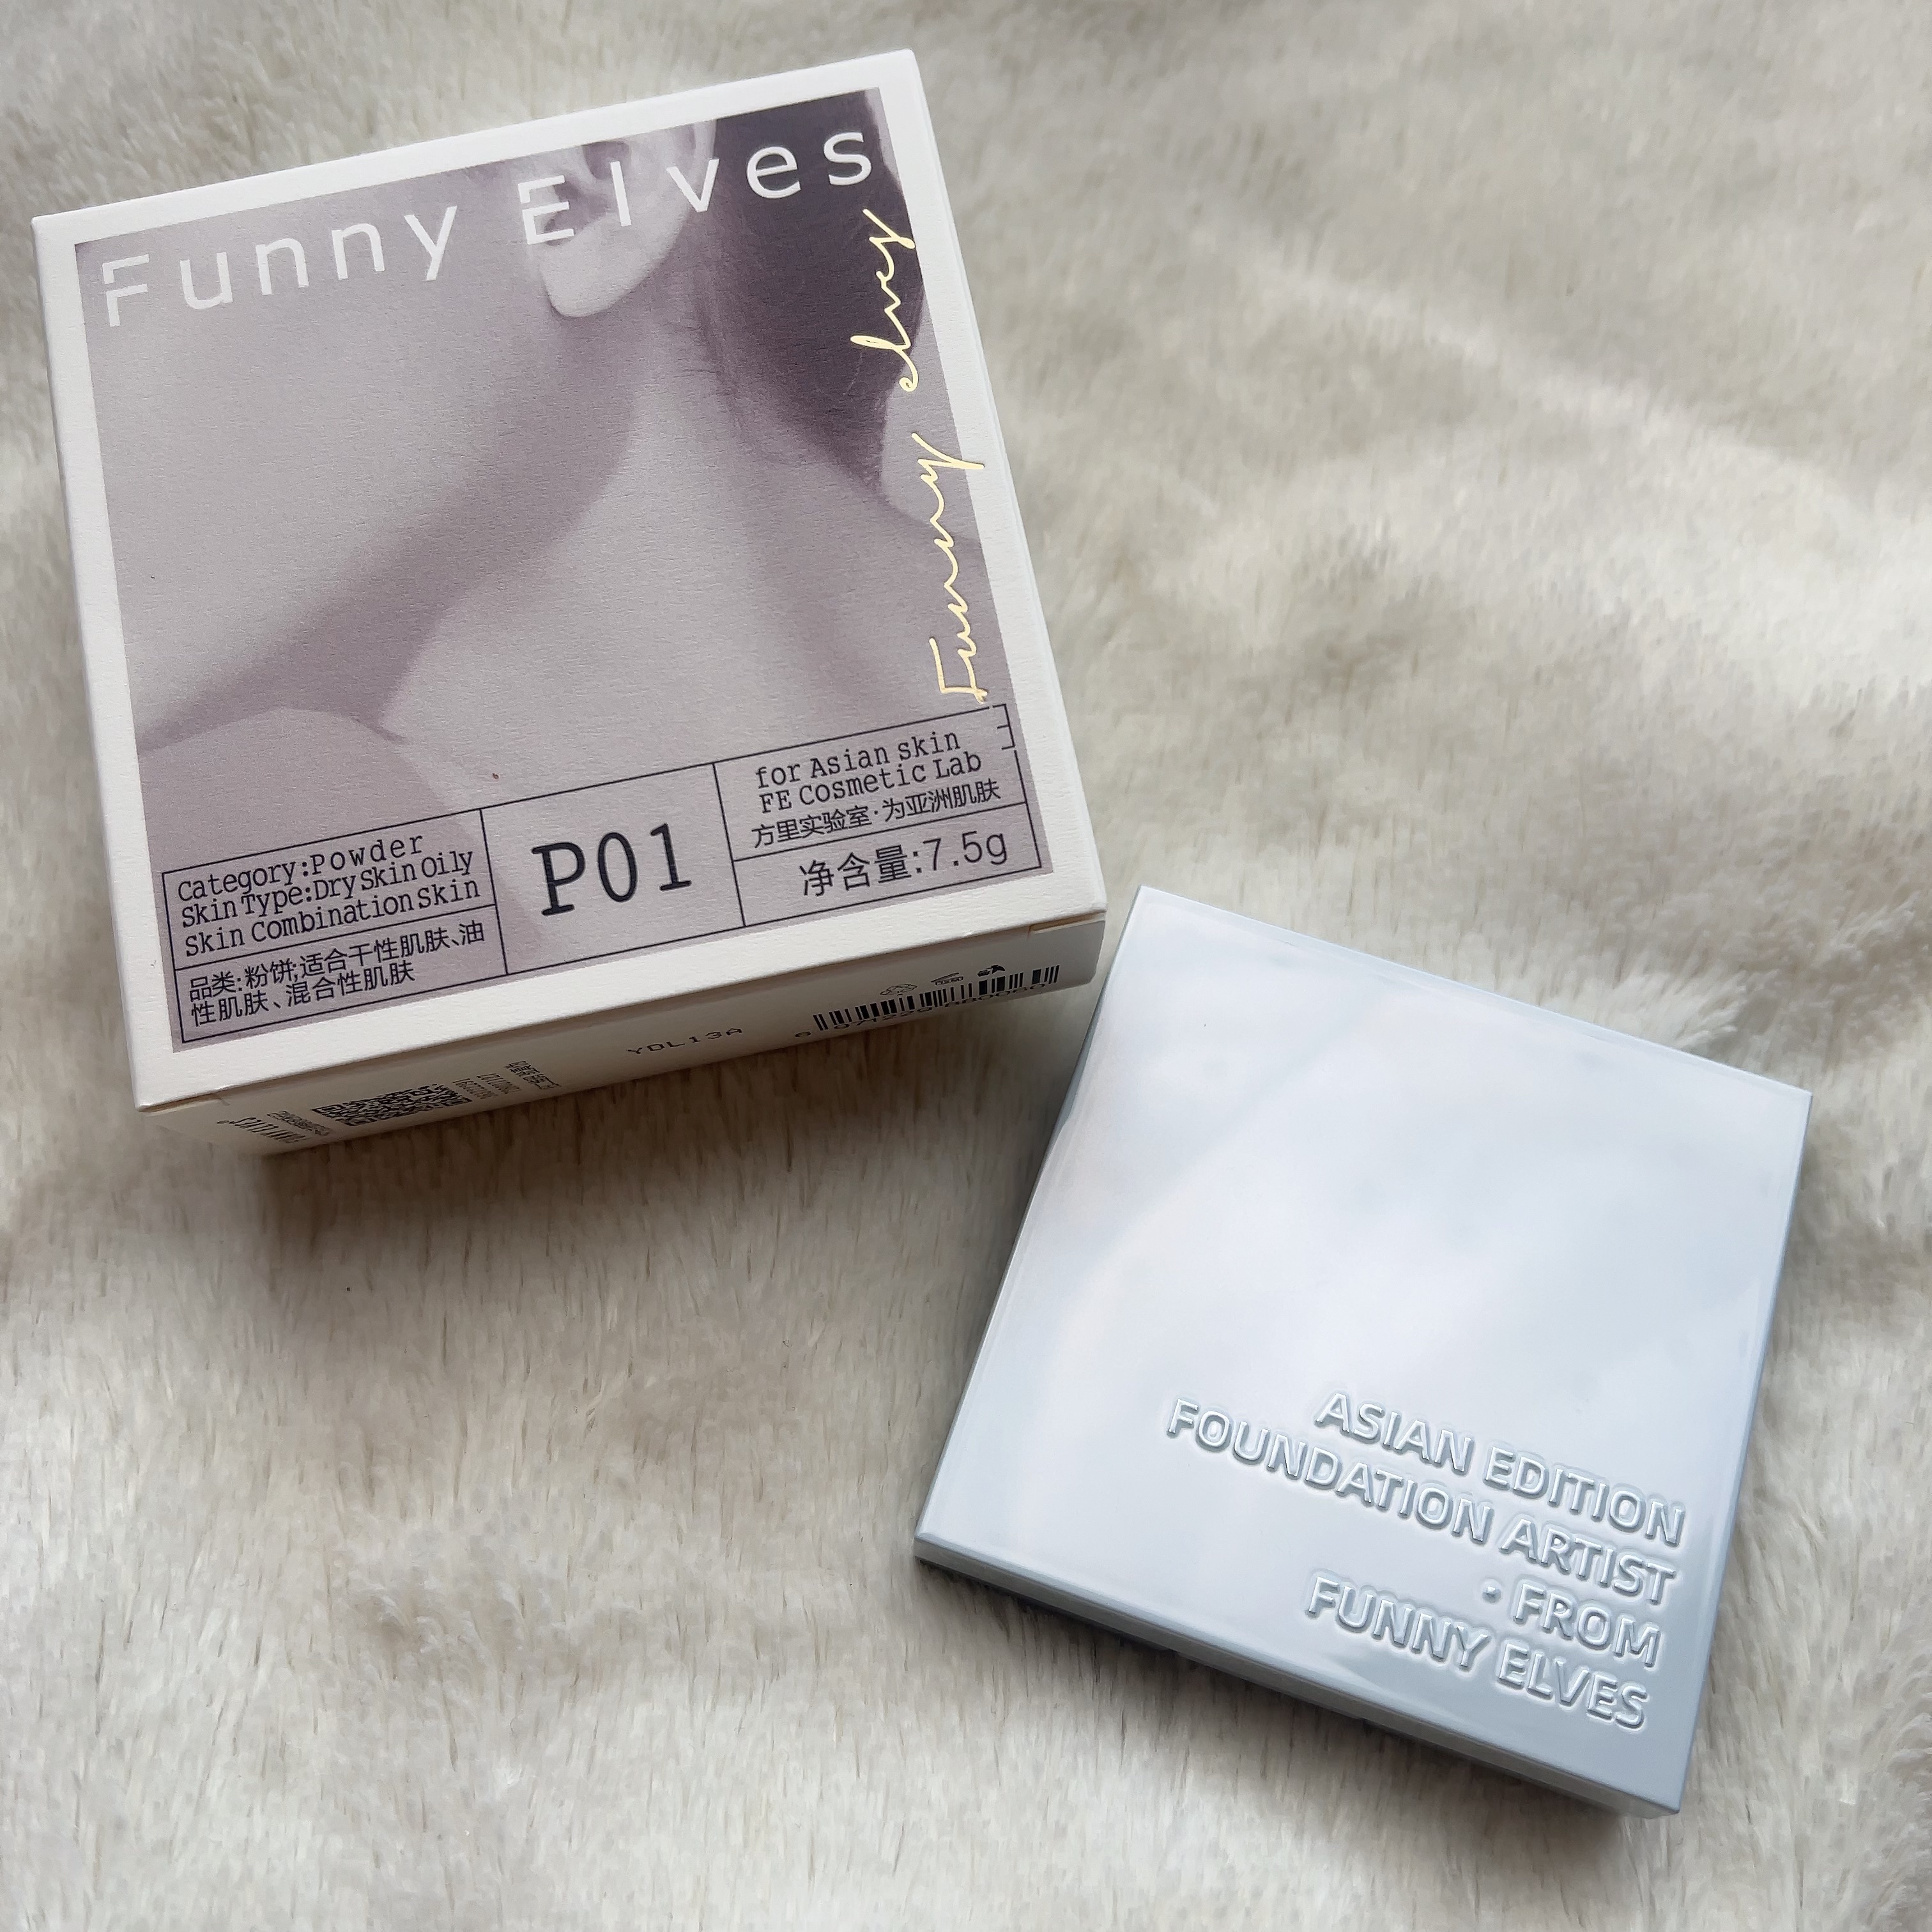 Funny Elves
Funny elves
Category:Powder
Skin Type:Dry Skin Oily
Skin Combination Skin
品类:粉饼;适合干性肌肤、油
性肌肤、混合性肌肤
P01
for Asian skin
FE Cosmetic Lab
方里实验室·为亚洲肌肤
净含量:7.5g
YDL13A
ASIAN EDITION
FOUNDATION ARTIST
· FROM
FUNNY ELVES